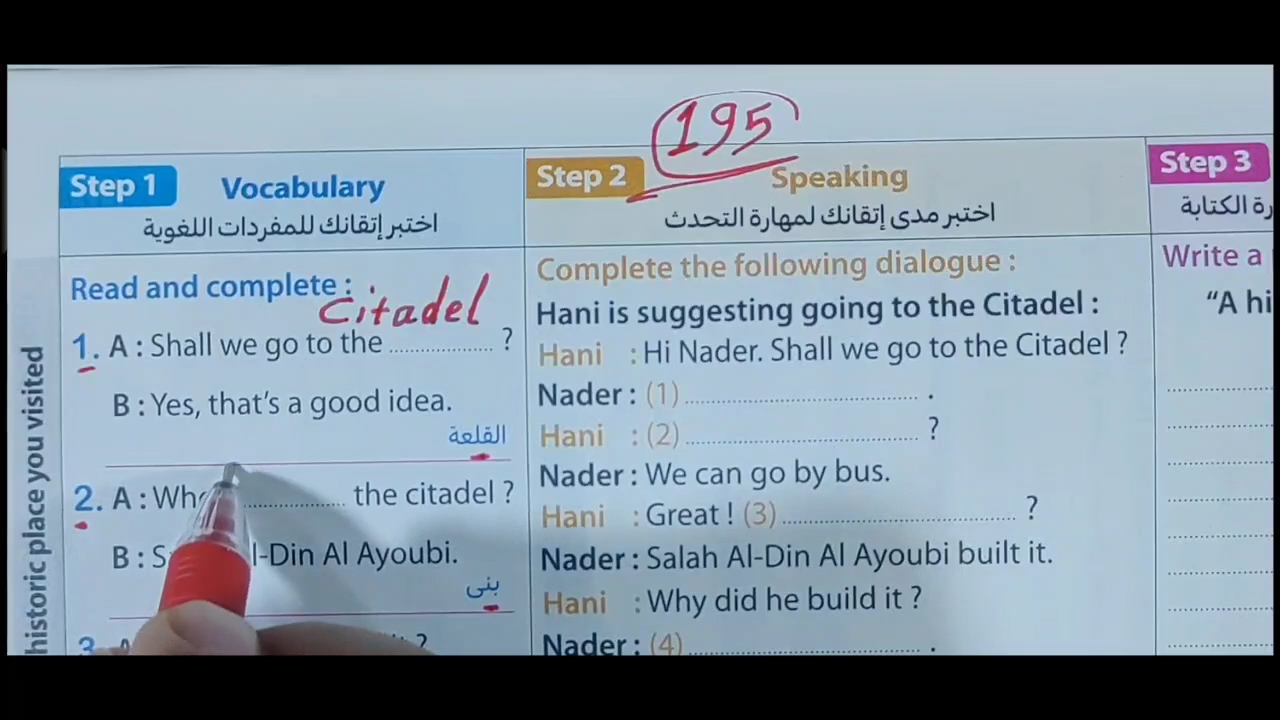 195
Step 1 Vocabulary
اختبر إتقانك للمفردات اللغوية
Read and complete :
Citadel
1. A : Shall we go to the .................... ?
B : Yes, that's a good idea.
القلعة
2. A : .................... the citadel ?
B : Al Ayoubi.
بنى
3.
?
Step 2 Speaking
اختبر مدى إتقانك لمهارة التحدث
Complete the following dialogue :
Hani is suggesting going to the Citadel :
Hani : Hi Nader. Shall we go to the Citadel ?
Nader : (1) .................... .
Hani : (2) .................... ?
Nader : We can go by bus.
Hani : Great ! (3) .................... ?
Nader : Salah Al-Din Al Ayoubi built it.
Hani : Why did he build it ?
Nader : (4) .................... .
Step 3
الكتابة
Write a
"A hi
historic place you visited